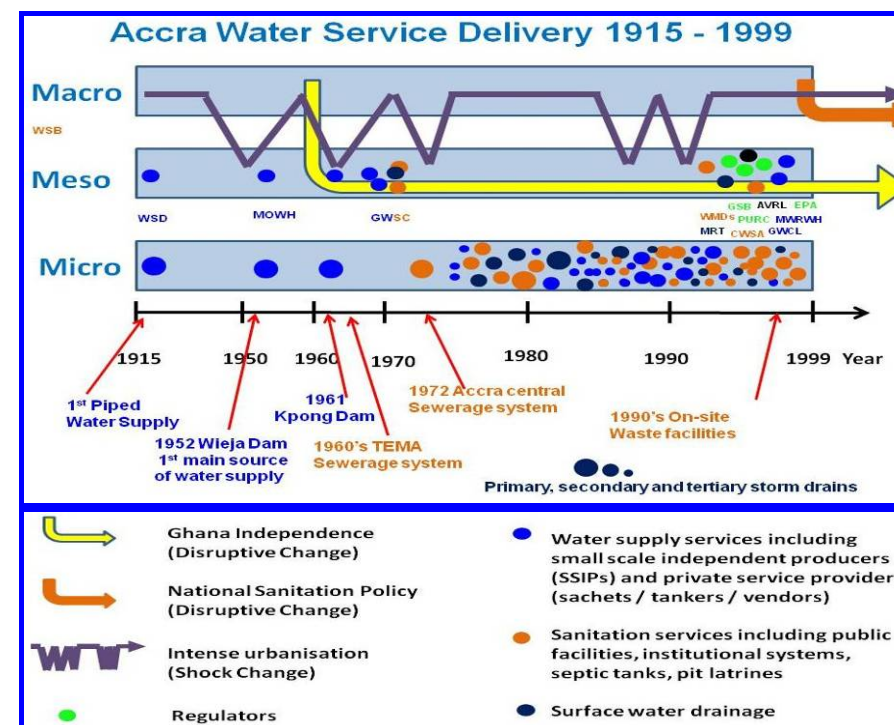 Accra Water Service Delivery 1915 - 1999
Macro
WSB
Meso
WSD
MOWH
GWSC
GSB AVRL EPA
WMDs PURC MWRWH
MRT CWSA GWCL
Micro
1915 1950 1960 1970 1980 1990 1999 Year
1st Piped
Water Supply
1952 Wieja Dam
1st main source
of water supply
1961
Kpong Dam
1960's TEMA
Sewerage system
1972 Accra central
Sewerage system
1990's On-site
Waste facilities
Primary, secondary and tertiary storm drains
Ghana Independence
(Disruptive Change)
National Sanitation Policy
(Disruptive Change)
Intense urbanisation
(Shock Change)
Regulators
Water supply services including
small scale independent producers
(SSIPs) and private service provider
(sachets / tankers / vendors)
Sanitation services including public
facilities, institutional systems,
septic tanks, pit latrines
Surface water drainage